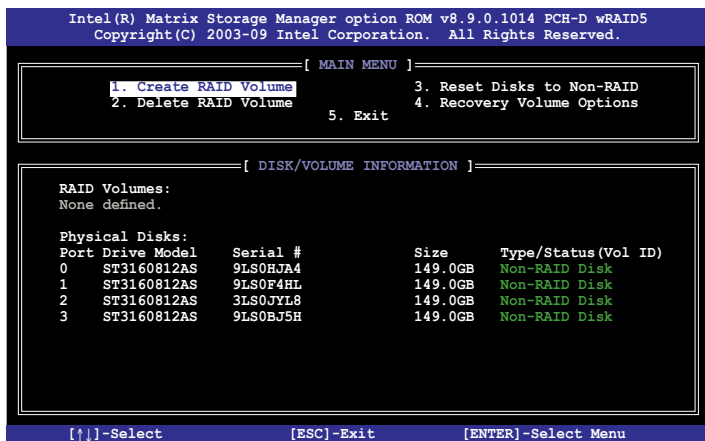 Intel(R) Matrix Storage Manager option ROM v8.9.0.1014 PCH-D wRAID5
Copyright(C) 2003-09 Intel Corporation. All Rights Reserved.
[ MAIN MENU ]
1. Create RAID Volume 3. Reset Disks to Non-RAID
2. Delete RAID Volume 4. Recovery Volume Options
5. Exit
[ DISK/VOLUME INFORMATION ]
RAID Volumes:
None defined.
Physical Disks:
Port Drive Model Serial # Size Type/Status(Vol ID)
0 ST3160812AS 9LS0HJA4 149.0GB Non-RAID Disk
1 ST3160812AS 9LS0F4HL 149.0GB Non-RAID Disk
2 ST3160812AS 3LS0JYL8 149.0GB Non-RAID Disk
3 ST3160812AS 9LS0BJ5H 149.0GB Non-RAID Disk
[↑↓]-Select [ESC]-Exit [ENTER]-Select Menu